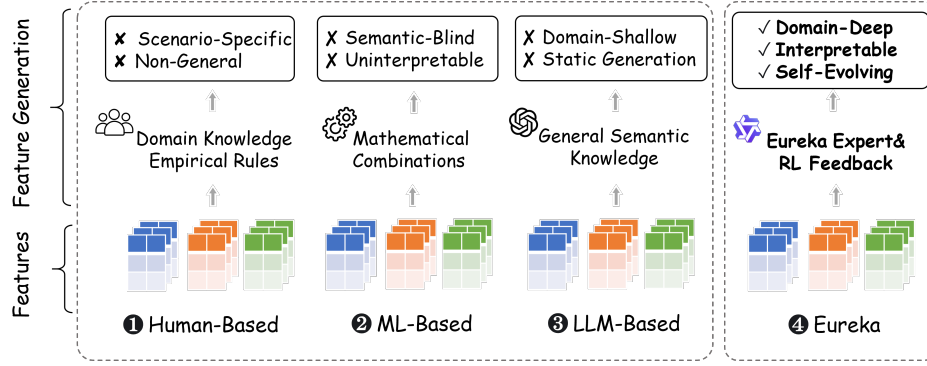 Feature Generation
✘ Scenario-Specific
✘ Non-General
Domain Knowledge
Empirical Rules
✗ Semantic-Blind
✗ Uninterpretable
Mathematical
Combinations
✗ Domain-Shallow
✗ Static Generation
General Semantic
Knowledge
✓ Domain-Deep
✓ Interpretable
✓ Self-Evolving
Eureka Expert&
RL Feedback
Features
❶ Human-Based
❷ ML-Based
❸ LLM-Based
❹ Eureka